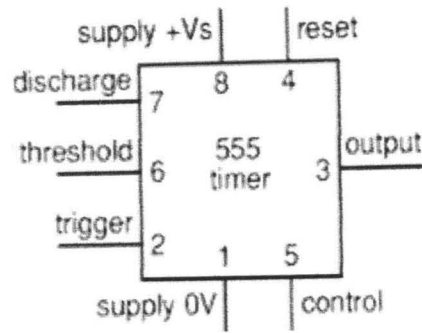 supply +Vs reset
discharge
7 8 4
threshold 555 output
6 timer 3
trigger
2 1 5
supply 0V control